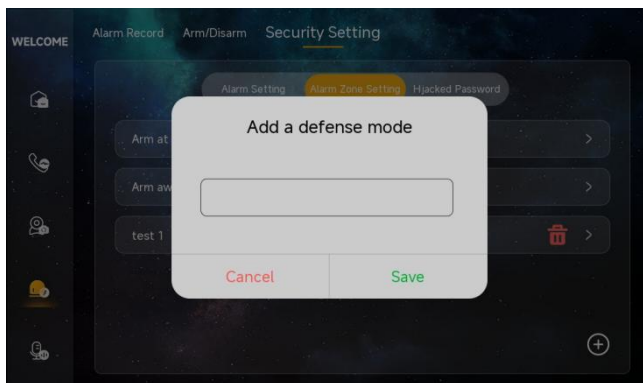 WELCOME
Alarm Record Arm/Disarm Security Setting
Alarm Setting Alarm Zone Setting Hjacked Password
Add a defense mode
Arm at
Arm aw
test 1
Cancel Save